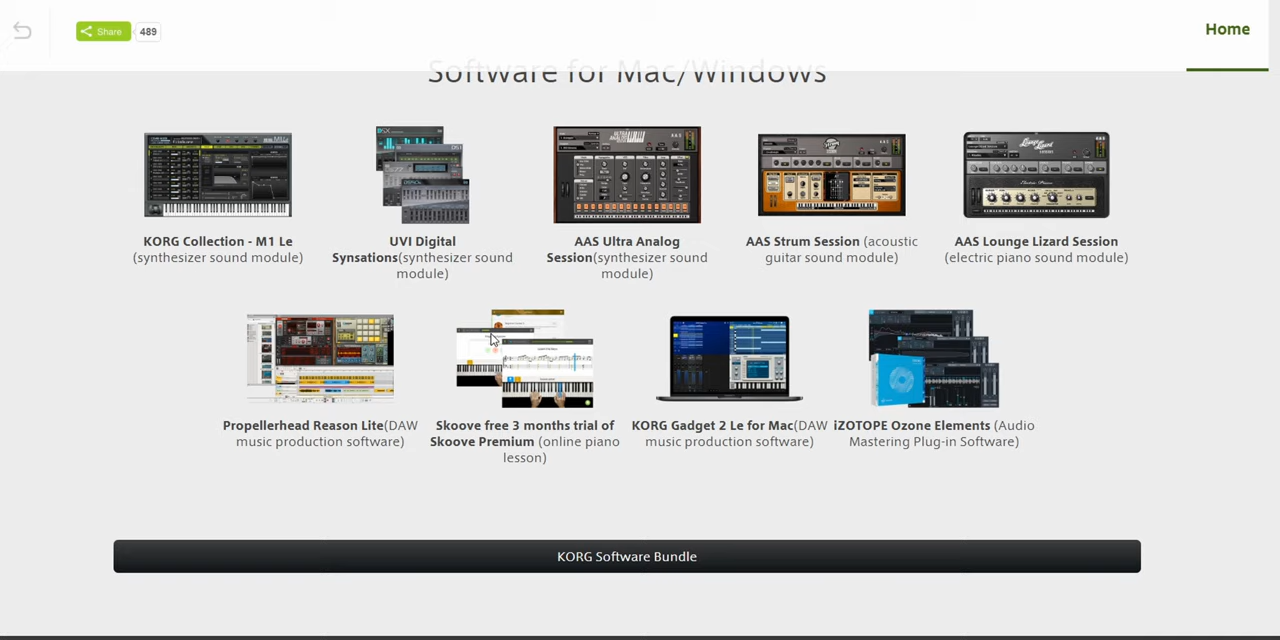 Share
489
Home
Software for Mac/Windows
KORG Collection - M1 Le
(synthesizer sound module)
UVI Digital
Synsations(synthesizer sound
module)
AAS Ultra Analog
Session(synthesizer sound
module)
AAS Strum Session (acoustic
guitar sound module)
AAS Lounge Lizard Session
(electric piano sound module)
Propellerhead Reason Lite(DAW
music production software)
Skoove free 3 months trial of
Skoove Premium (online piano
lesson)
KORG Gadget 2 Le for Mac(DAW
music production software)
iZOTOPE Ozone Elements (Audio
Mastering Plug-in Software)
KORG Software Bundle